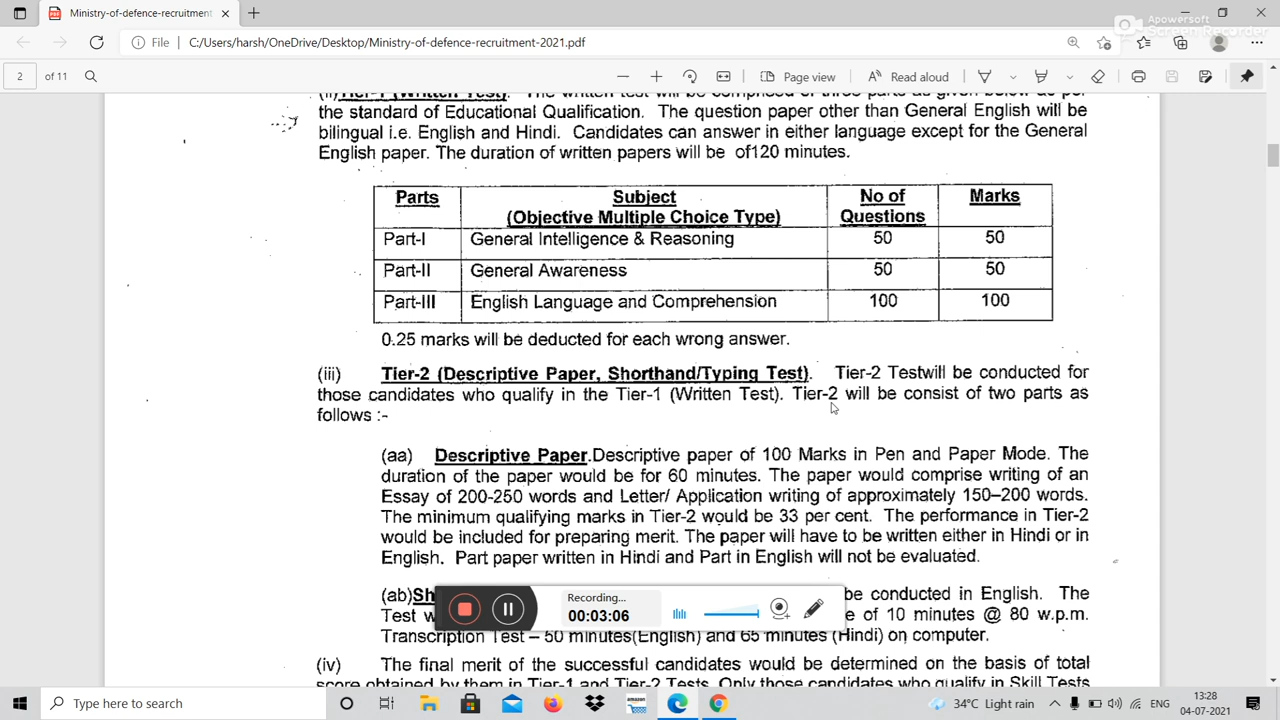 Ministry-of-defence-recruitment
Apowersoft
Screen Recorder
File C:/Users/harsh/OneDrive/Desktop/Ministry-of-defence-recruitment-2021.pdf
2 of 11 Page view Read aloud
(ii) Tier-1 (Written Test). The written test will be comprised of three parts as given below as per
the standard of Educational Qualification. The question paper other than General English will be
bilingual i.e. English and Hindi. Candidates can answer in either language except for the General
English paper. The duration of written papers will be of120 minutes.
Parts Subject No of Marks
(Objective Multiple Choice Type) Questions
Part-I General Intelligence & Reasoning 50 50
Part-II General Awareness 50 50
Part-III English Language and Comprehension 100 100
0.25 marks will be deducted for each wrong answer.
(iii) Tier-2 (Descriptive Paper, Shorthand/Typing Test). Tier-2 Testwill be conducted for
those candidates who qualify in the Tier-1 (Written Test). Tier-2 will be consist of two parts as
follows :-
(aa) Descriptive Paper.Descriptive paper of 100 Marks in Pen and Paper Mode. The
duration of the paper would be for 60 minutes. The paper would comprise writing of an
Essay of 200-250 words and Letter/ Application writing of approximately 150–200 words.
The minimum qualifying marks in Tier-2 would be 33 per cent. The performance in Tier-2
would be included for preparing merit. The paper will have to be written either in Hindi or in
English. Part paper written in Hindi and Part in English will not be evaluated.
(ab)Sh be conducted in English. The
Test w e of 10 minutes @ 80 w.p.m.
Transcription Test – 50 minutes(English) and 65 minutes (Hindi) on computer.
Recording...
00:03:06
(iv) The final merit of the successful candidates would be determined on the basis of total
score obtained by them in Tier-1 and Tier-2 Tests. Only those candidates who qualify in Skill Tests
Type here to search
amazon
34°C Light rain
ENG
13:28
04-07-2021